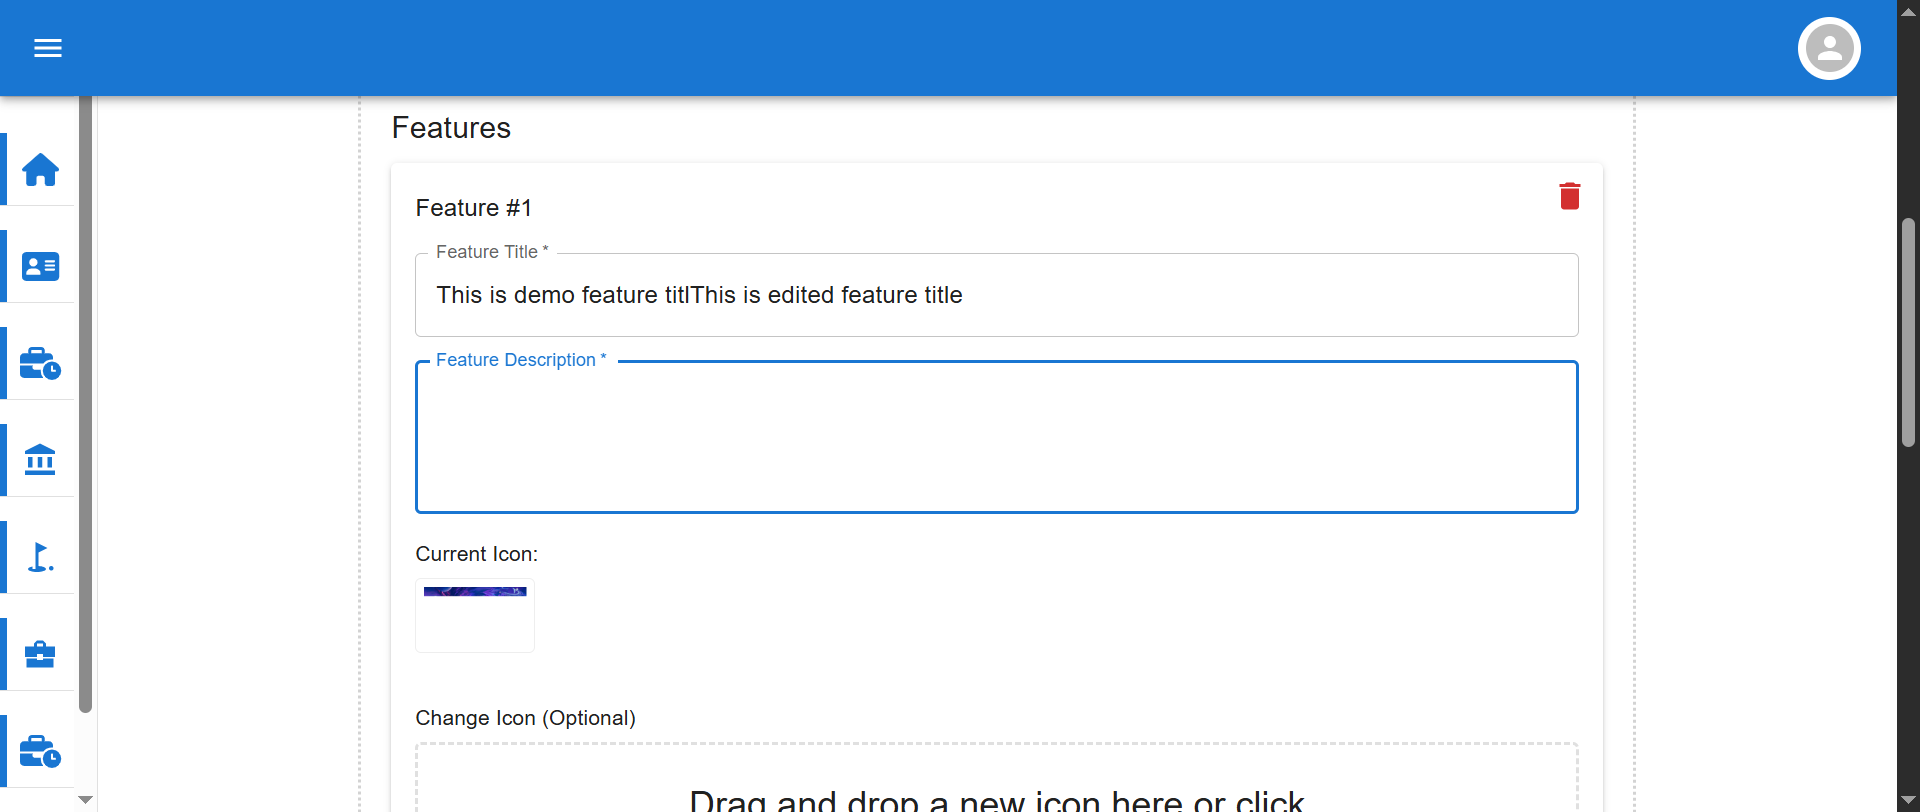 Features
Feature #1
Feature Title *
This is demo feature titlThis is edited feature title
Feature Description *
Current Icon:
Change Icon (Optional)
Drag and drop a new icon here or click